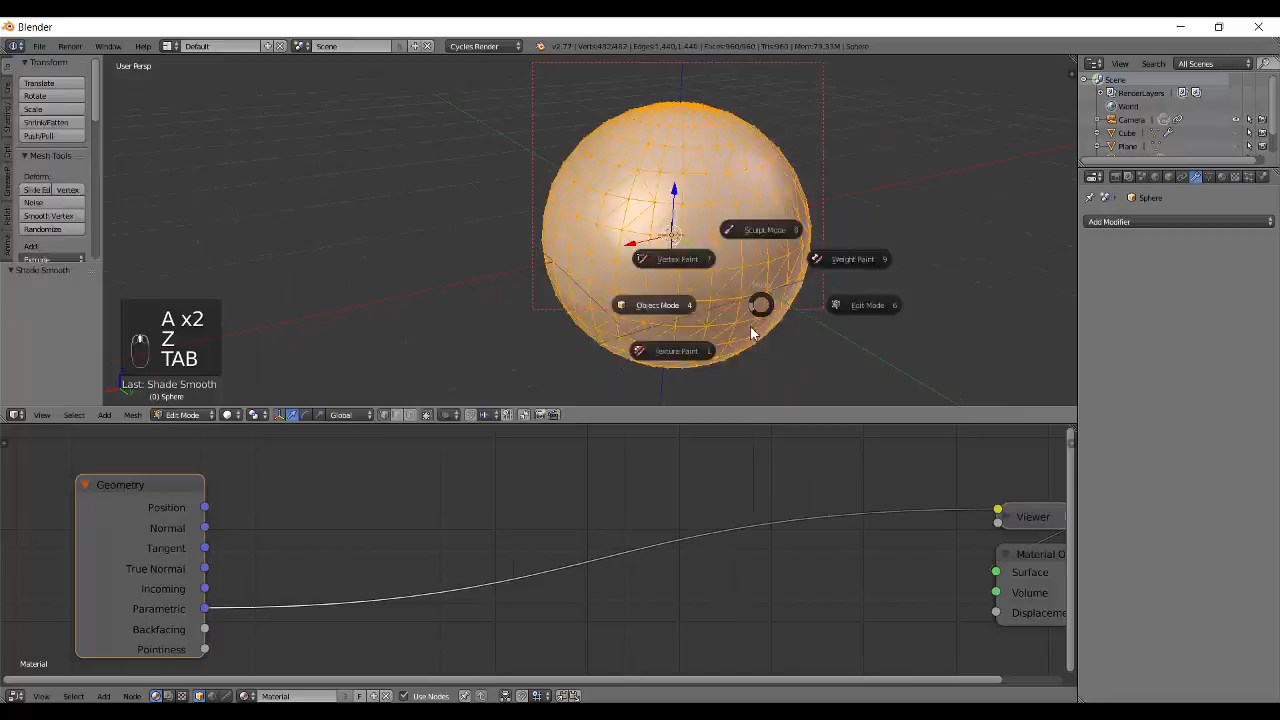 Blender
File Render Window Help Default Scene Cycles Render v2.77 | Verts:482/482 | Edges:1,440/1,440 | Faces:960/960 | Tris:960 | Mem:79.33M | Sphere
View Search All Scenes
Transform
Translate
Rotate
Scale
Shrink/Fatten
Push/Pull
Mesh Tools
Deform:
Slide Ed Vertex
Noise
Smooth Vertex
Randomize
Add:
Extrude
Shade Smooth
User Persp
Scene
RenderLayers
World
Camera
Cube
Plane
Sphere
Add Modifier
Sculpt Mode 8
Vertex Paint 7
Weight Paint 9
Object Mode 4
Edit Mode 6
Texture Paint 1
A x2
Z
TAB
Last: Shade Smooth
(0) Sphere
View Select Add Mesh Edit Mode Global
Geometry
Position
Normal
Tangent
True Normal
Incoming
Parametric
Backfacing
Pointiness
Viewer
Material O
Surface
Volume
Displaceme
Material
View Select Add Node Material 3 F Use Nodes